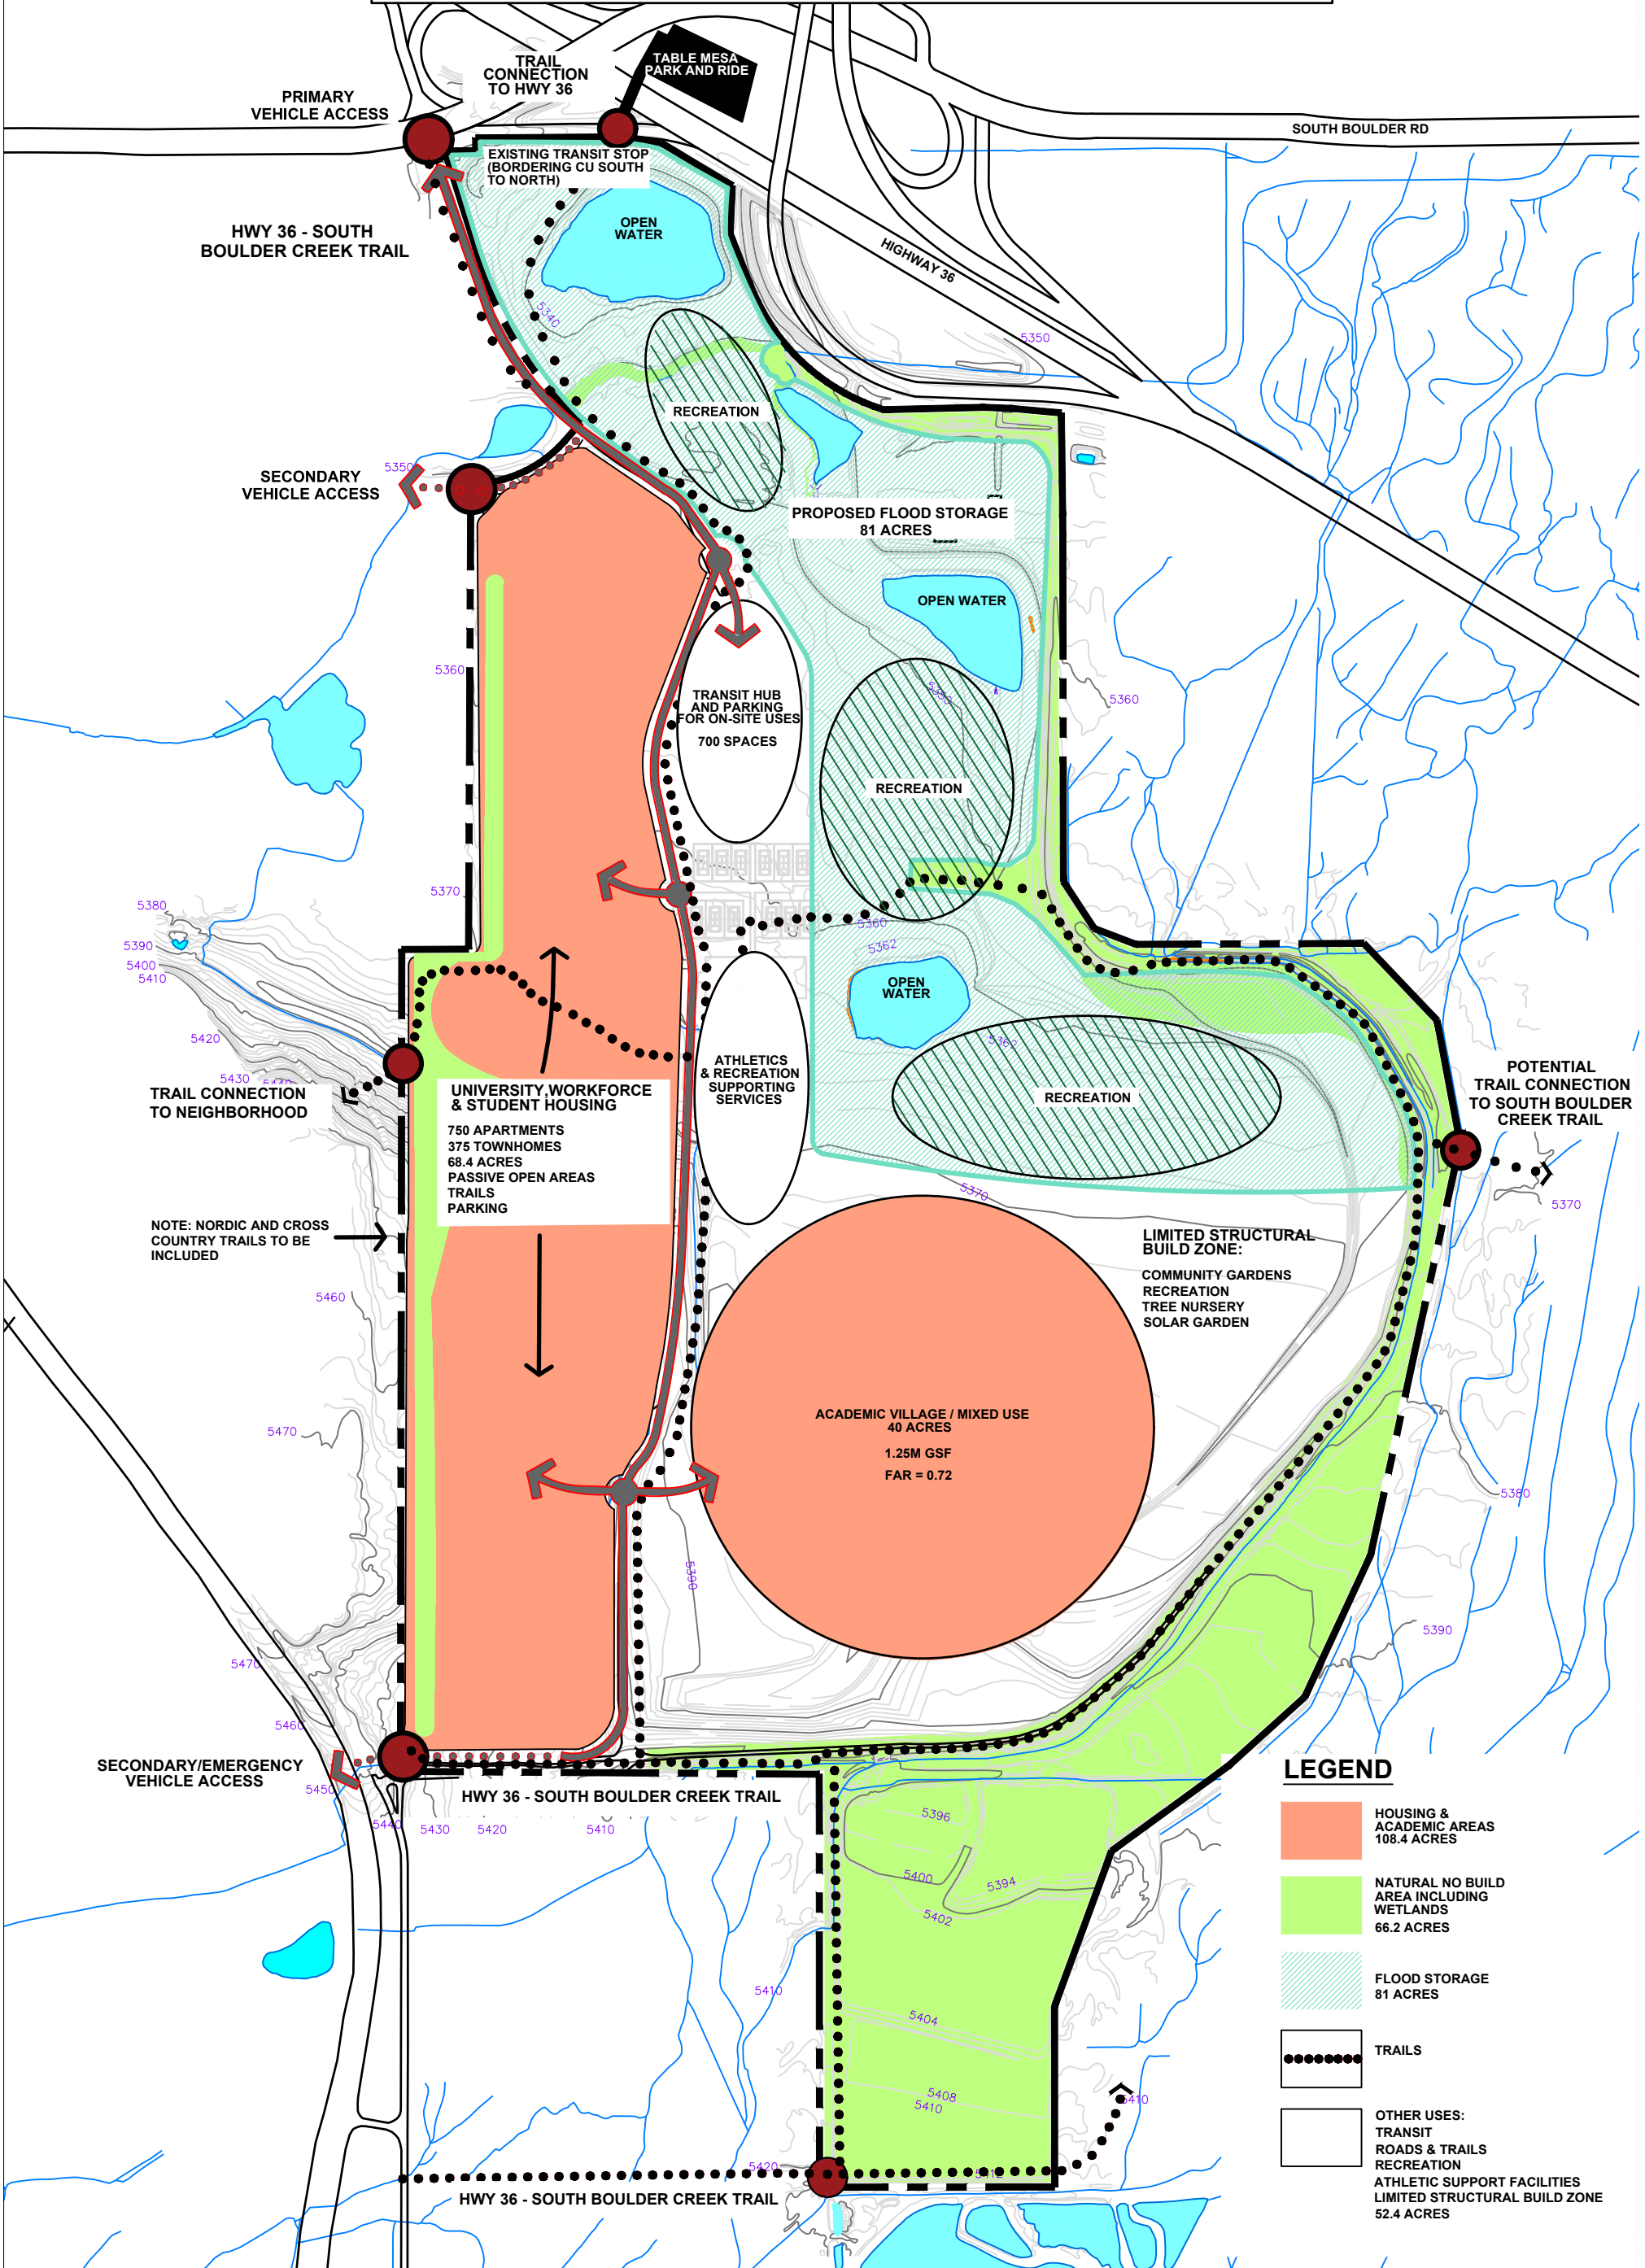 TABLE MESA
PARK AND RIDE
TRAIL
CONNECTION
TO HWY 36
PRIMARY
VEHICLE ACCESS
SOUTH BOULDER RD
EXISTING TRANSIT STOP
(BORDERING CU SOUTH
TO NORTH)
OPEN
WATER
HWY 36 - SOUTH
BOULDER CREEK TRAIL
HIGHWAY 36
5340
5350
RECREATION
5350
SECONDARY
VEHICLE ACCESS
PROPOSED FLOOD STORAGE
81 ACRES
OPEN WATER
5360
5350
5360
TRANSIT HUB
AND PARKING
FOR ON-SITE USES
700 SPACES
RECREATION
5370
5380
5390
5400
5410
5360
5362
OPEN
WATER
5420
5362
5430
5440
TRAIL CONNECTION
TO NEIGHBORHOOD
UNIVERSITY,WORKFORCE
& STUDENT HOUSING
750 APARTMENTS
375 TOWNHOMES
68.4 ACRES
PASSIVE OPEN AREAS
TRAILS
PARKING
ATHLETICS
& RECREATION
SUPPORTING
SERVICES
RECREATION
POTENTIAL
TRAIL CONNECTION
TO SOUTH BOULDER
CREEK TRAIL
5370
5370
NOTE: NORDIC AND CROSS
COUNTRY TRAILS TO BE
INCLUDED
LIMITED STRUCTURAL
BUILD ZONE:
COMMUNITY GARDENS
RECREATION
TREE NURSERY
SOLAR GARDEN
5460
5470
ACADEMIC VILLAGE / MIXED USE
40 ACRES
1.25M GSF
FAR = 0.72
5380
5390
5390
5470
5460
SECONDARY/EMERGENCY
VEHICLE ACCESS
5450
5440
5430
5420
5410
HWY 36 - SOUTH BOULDER CREEK TRAIL
5396
5400
5394
5402
5410
5404
5408
5410
5410
5420
5412
HWY 36 - SOUTH BOULDER CREEK TRAIL
LEGEND
HOUSING &
ACADEMIC AREAS
108.4 ACRES
NATURAL NO BUILD
AREA INCLUDING
WETLANDS
66.2 ACRES
FLOOD STORAGE
81 ACRES
TRAILS
OTHER USES:
TRANSIT
ROADS & TRAILS
RECREATION
ATHLETIC SUPPORT FACILITIES
LIMITED STRUCTURAL BUILD ZONE
52.4 ACRES